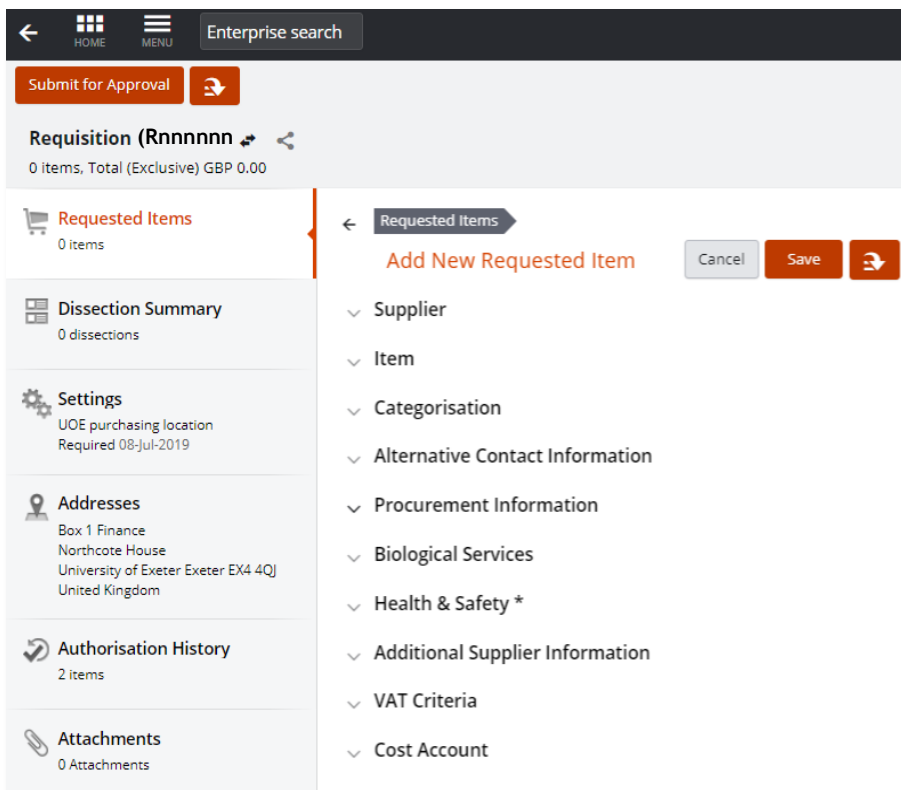 HOME
MENU
Enterprise search
Submit for Approval
Requisition (Rnnnnnn
0 items, Total (Exclusive) GBP 0.00
Requested Items
0 items
Dissection Summary
0 dissections
Settings
UOE purchasing location
Required 08-Jul-2019
Addresses
Box 1 Finance
Northcote House
University of Exeter Exeter EX4 4QJ
United Kingdom
Authorisation History
2 items
Attachments
0 Attachments
Requested Items
Add New Requested Item
Cancel
Save
Supplier
Item
Categorisation
Alternative Contact Information
Procurement Information
Biological Services
Health & Safety *
Additional Supplier Information
VAT Criteria
Cost Account